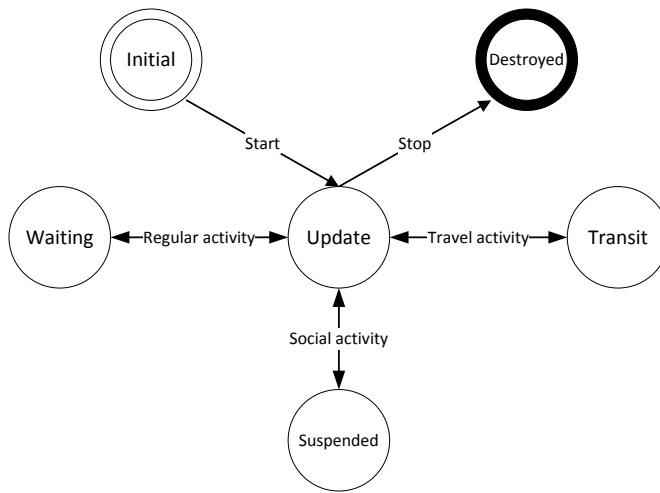 Initial
Destroyed
Start
Stop
Waiting
Regular activity
Update
Travel activity
Transit
Social activity
Suspended